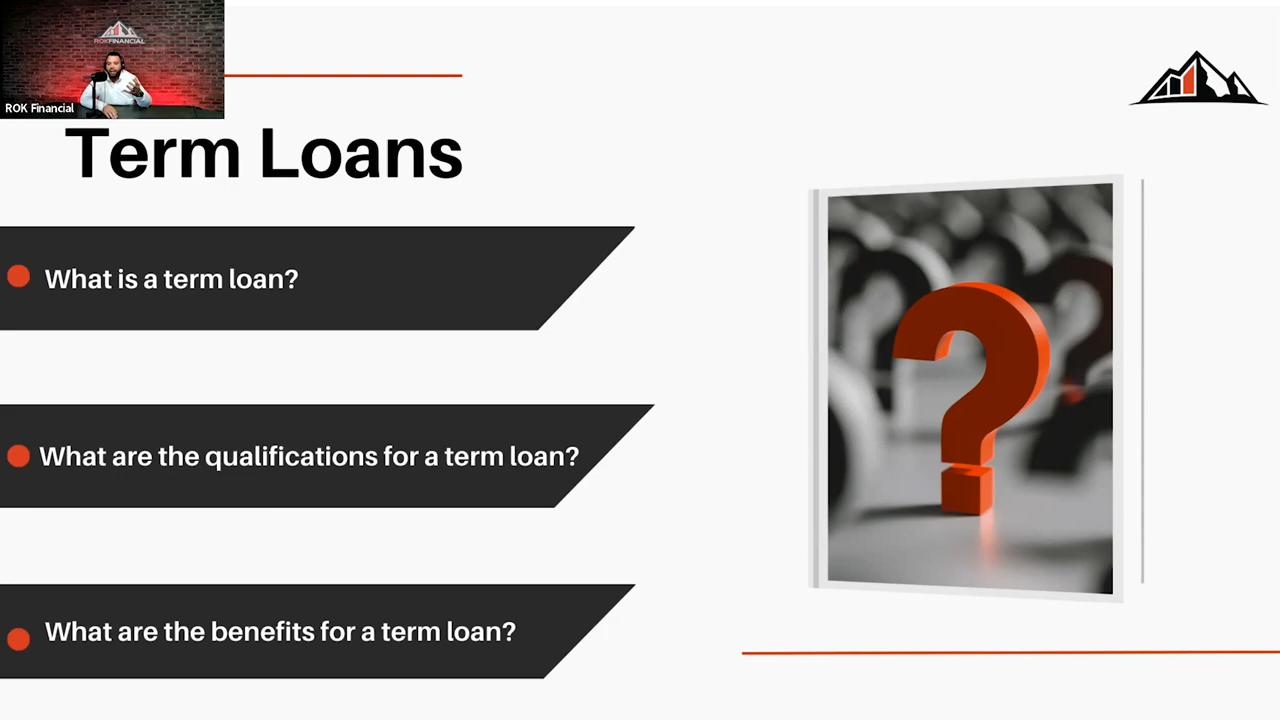 ROKFINANCIAL
ROK Financial
Term Loans
What is a term loan?
What are the qualifications for a term loan?
What are the benefits for a term loan?